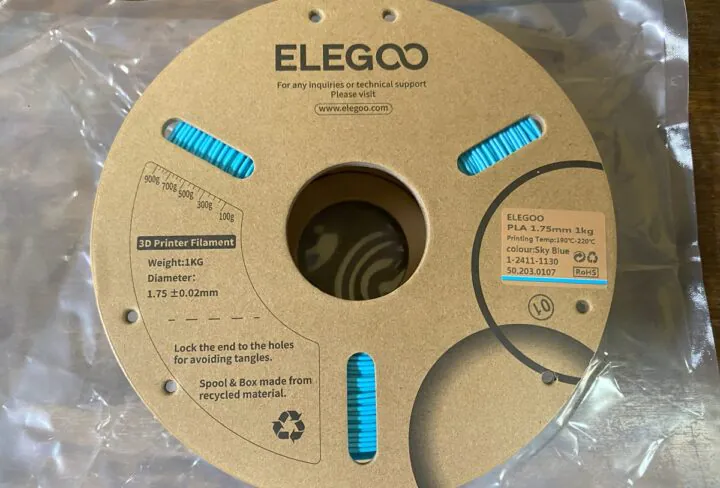 ELEGOO
For any inquiries or technical support
Please visit
www.elegoo.com
900g
700g
500g
300g
100g
3D Printer Filament
Weight:1KG
Diameter:
1.75 ±0.02mm
Lock the end to the holes
for avoiding tangles.
Spool & Box made from
recycled material.
ELEGOO
PLA 1.75mm 1kg
Printing Temp:190℃-220℃
colour:Sky Blue
1-2411-1130
50.203.0107
RoHS
01